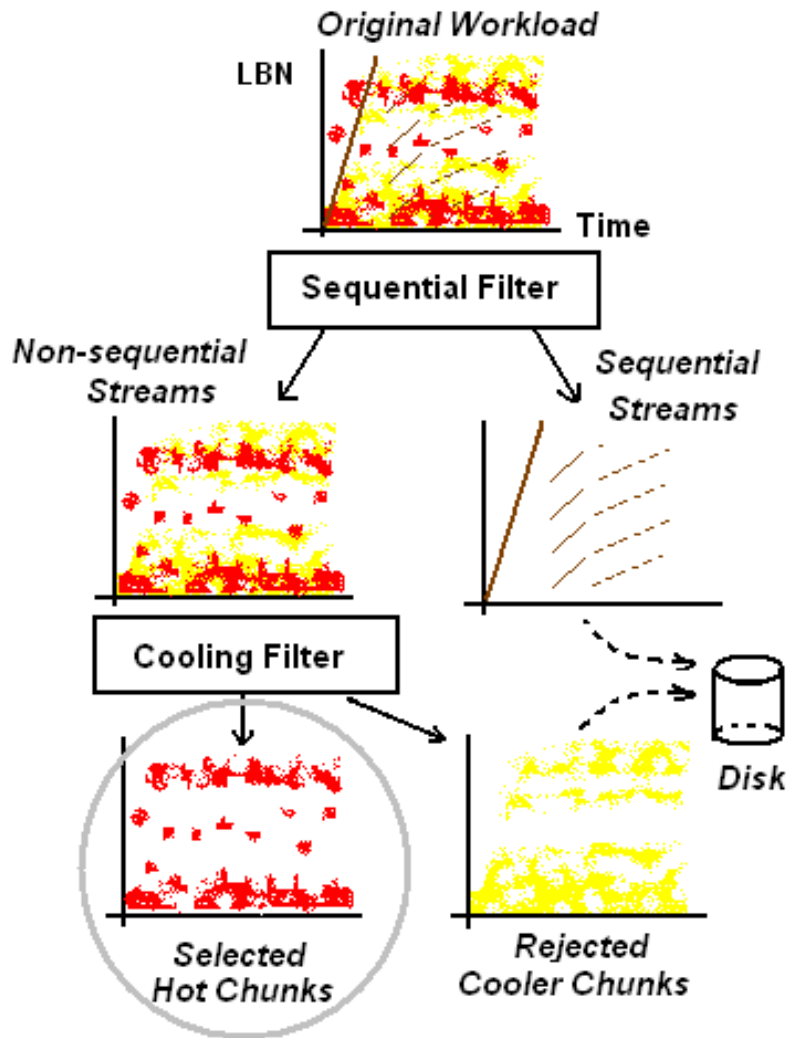 Original Workload
LBN
Time
Sequential Filter
Non-sequential
Streams
Sequential
Streams
Cooling Filter
Disk
Selected
Hot Chunks
Rejected
Cooler Chunks